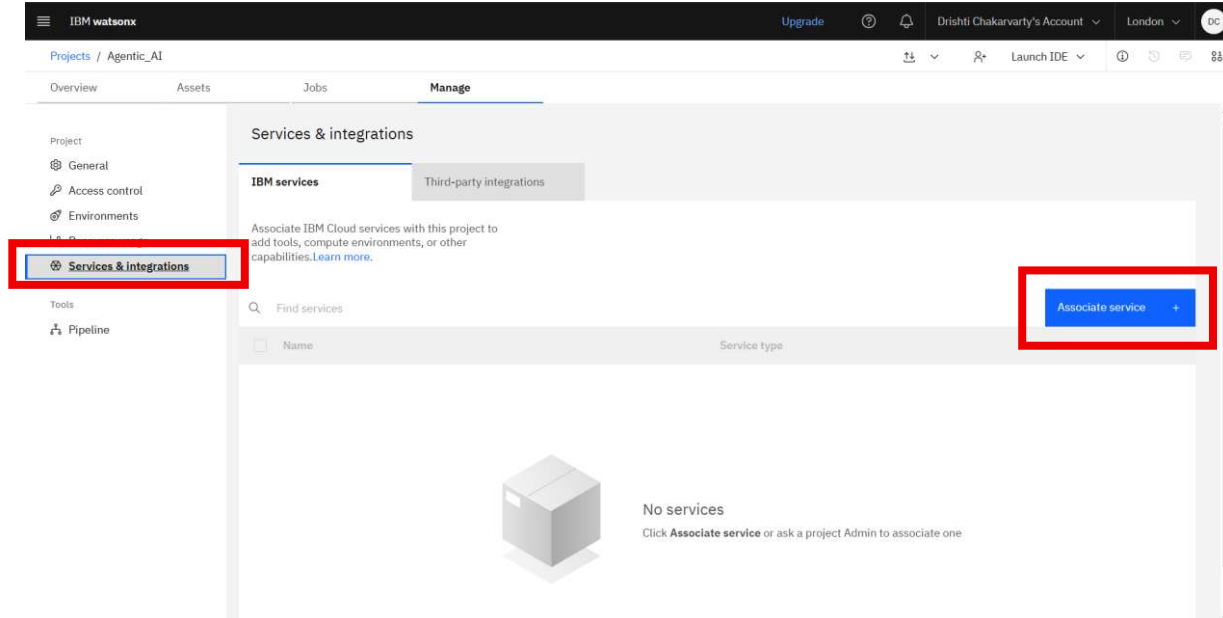 IBM watsonx
Upgrade
Drishti Chakarvarty's Account
London
DC
Projects / Agentic_AI
Launch IDE
Overview
Assets
Jobs
Manage
Project
General
Access control
Environments
Services & integrations
Tools
Pipeline
Services & integrations
IBM services
Third-party integrations
Associate IBM Cloud services with this project to
add tools, compute environments, or other
capabilities.Learn more.
Find services
Associate service +
Name
Service type
No services
Click Associate service or ask a project Admin to associate one